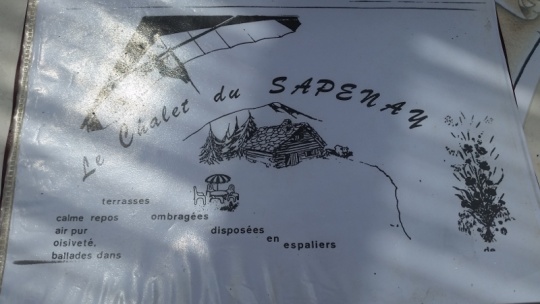 Le Chalet du SAPENAY
terrasses
calme repos ombragées
air pur disposées
oisiveté, en espaliers
ballades dans